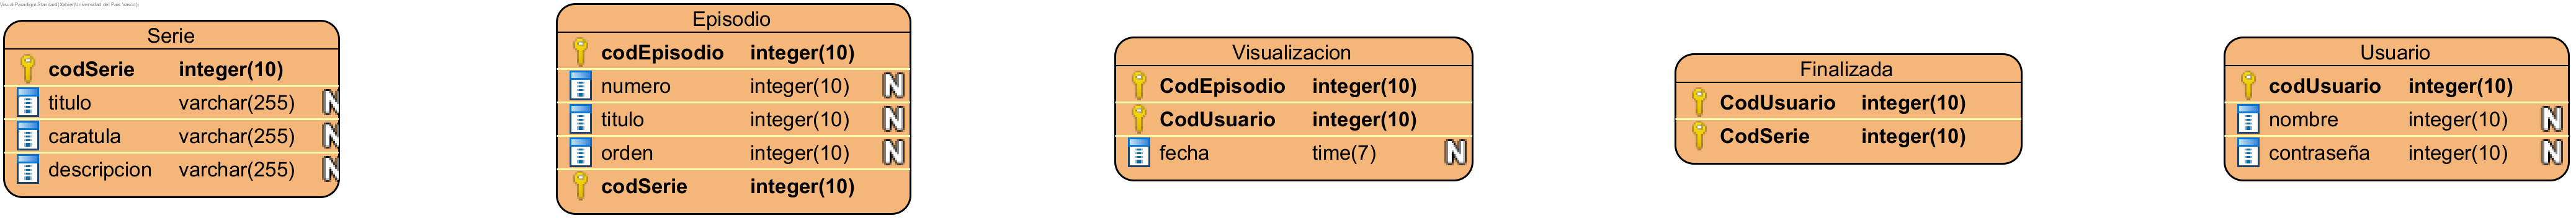 Visual Paradigm Standard(Xabier(Universidad del Pais Vasco))
Serie
codSerie integer(10)
titulo varchar(255) N
caratula varchar(255) N
descripcion varchar(255) N
Episodio
codEpisodio integer(10)
numero integer(10) N
titulo integer(10) N
orden integer(10) N
codSerie integer(10)
Visualizacion
CodEpisodio integer(10)
CodUsuario integer(10)
fecha time(7) N
Finalizada
CodUsuario integer(10)
CodSerie integer(10)
Usuario
codUsuario integer(10)
nombre integer(10) N
contraseña integer(10) N